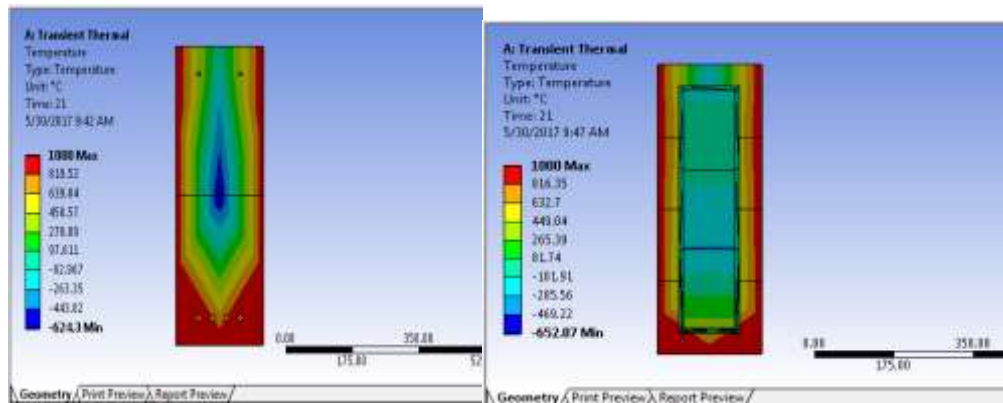 A: Transient Thermal
Temperature
Type: Temperature
Unit: °C
Time: 21
5/30/2017 9:42 AM
1000 Max
819.52
639.04
458.57
278.09
97.611
-82.867
-263.35
-443.82
-624.3 Min
0.00
350.00
175.00
Geometry
Print Preview
Report Preview
A: Transient Thermal
Temperature
Type: Temperature
Unit: °C
Time: 21
5/30/2017 9:47 AM
1000 Max
816.35
632.7
449.04
265.39
81.74
-101.91
-285.56
-469.22
-652.87 Min
0.00
350.00
175.00
Geometry
Print Preview
Report Preview